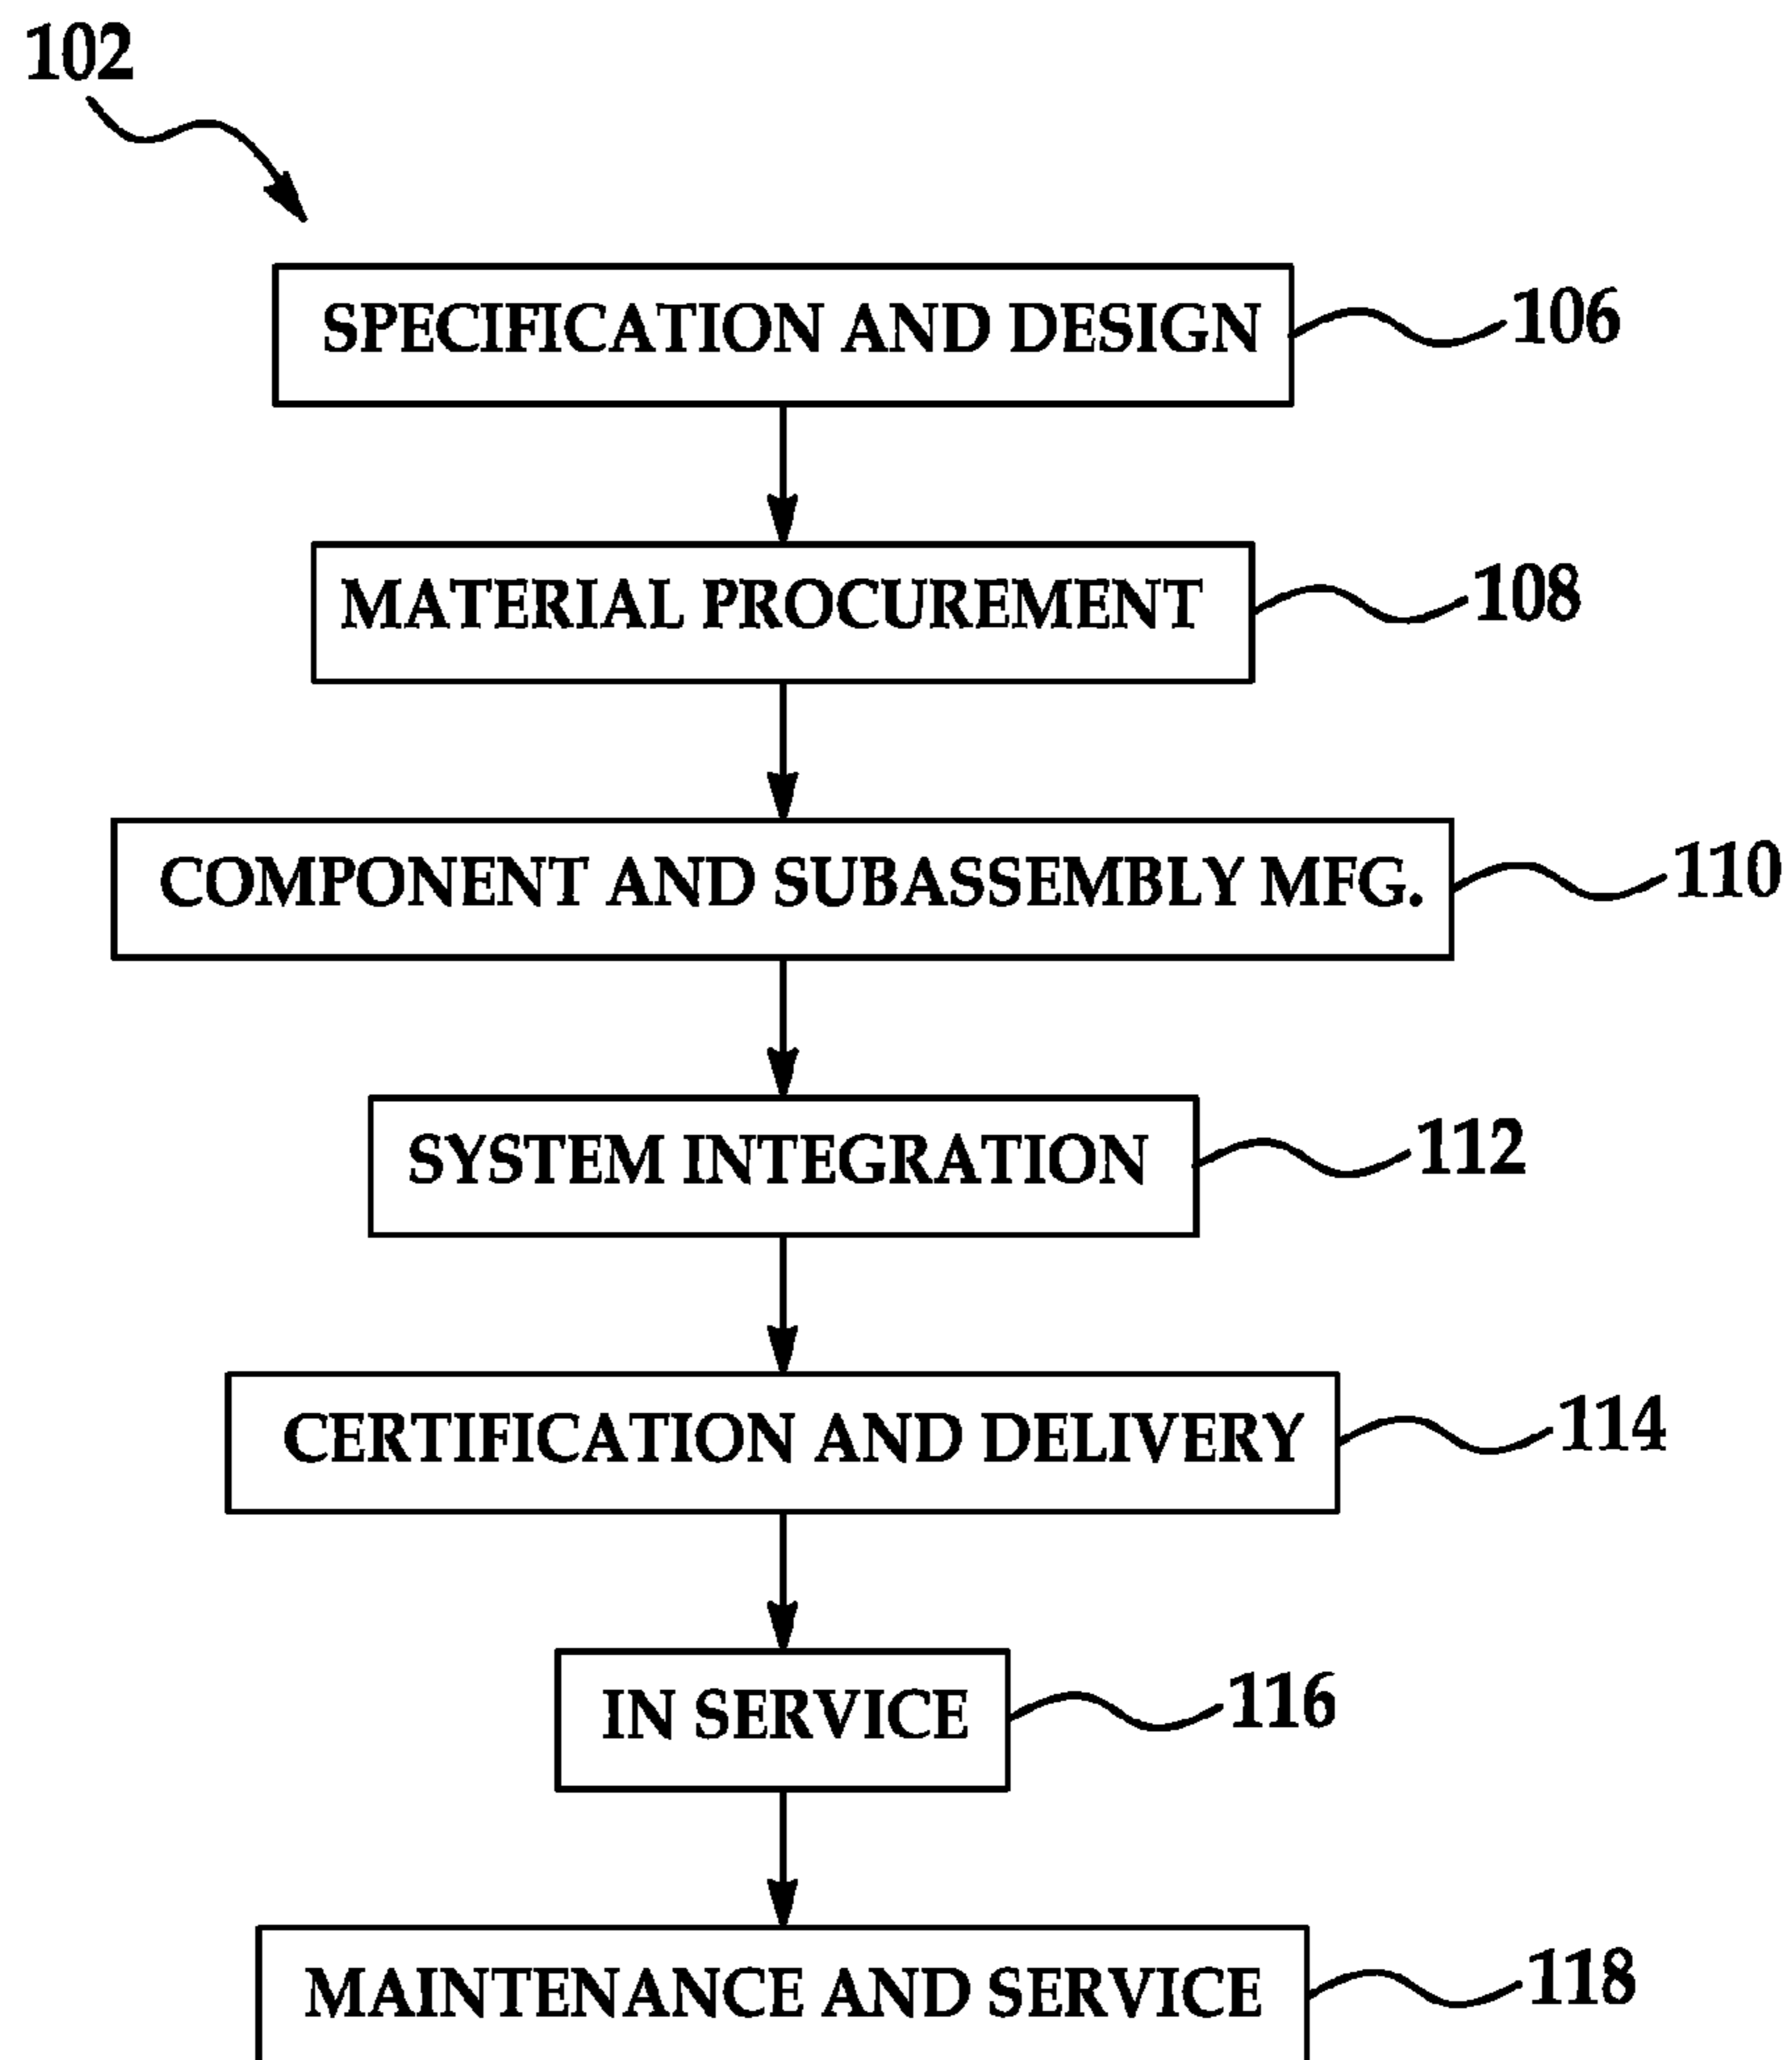 102
SPECIFICATION AND DESIGN 106
MATERIAL PROCUREMENT 108
COMPONENT AND SUBASSEMBLY MFG. 110
SYSTEM INTEGRATION 112
CERTIFICATION AND DELIVERY 114
IN SERVICE 116
MAINTENANCE AND SERVICE 118